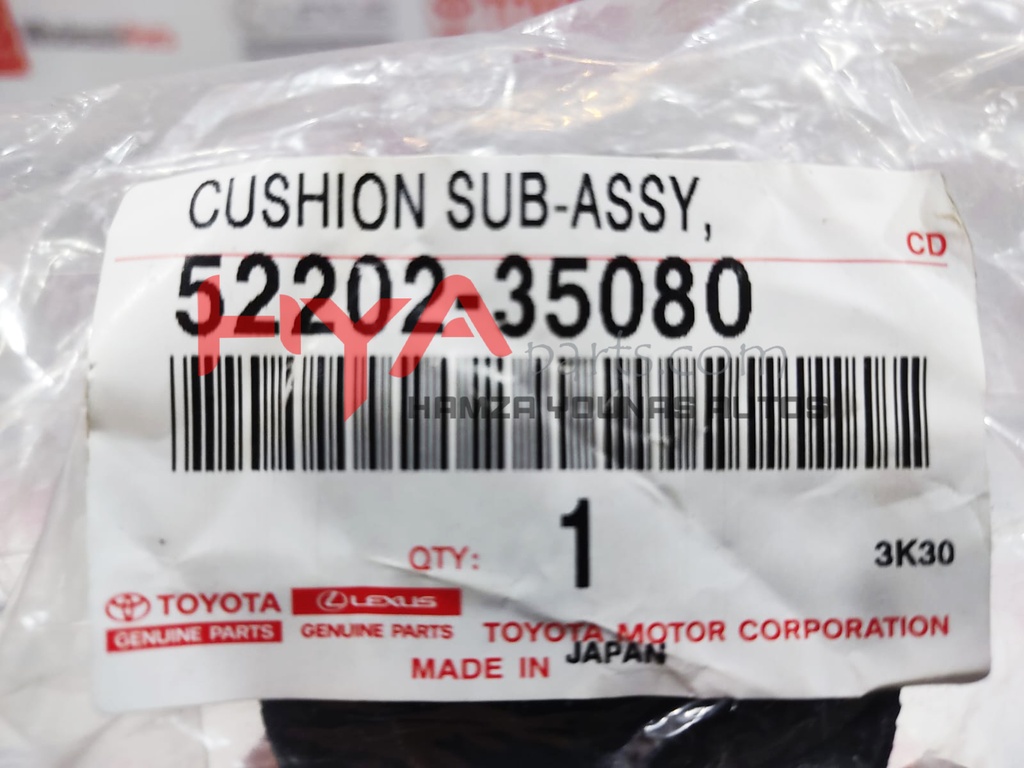 CUSHION SUB-ASSY,
CD
52202-35080
HYA parts.com
HAMZA YOUNAS AUTOS
QTY: 1
3K30
TOYOTA LEXUS
GENUINE PARTS GENUINE PARTS TOYOTA MOTOR CORPORATION
MADE IN JAPAN